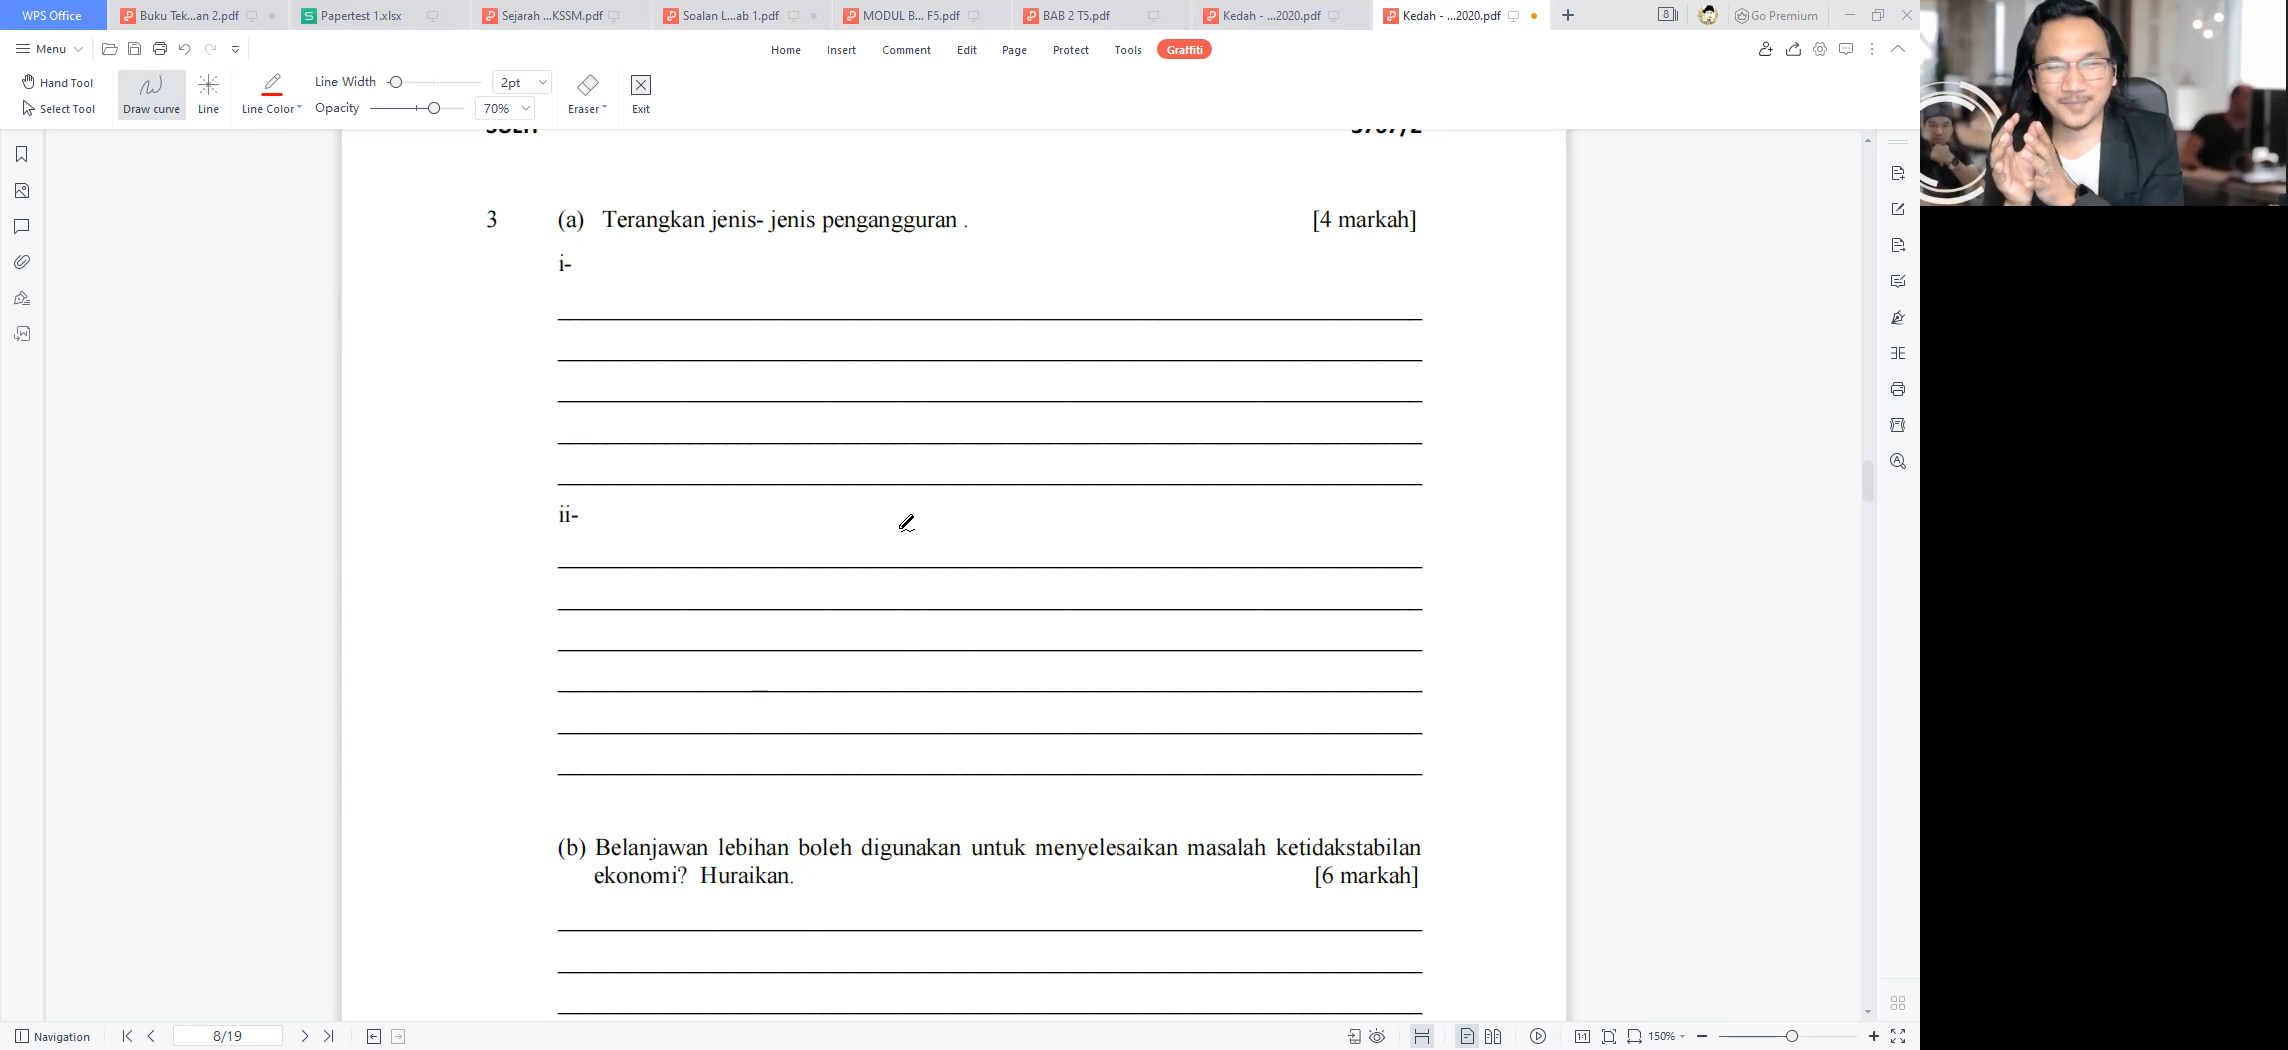 WPS Office
Buku Tek...an 2.pdf
Papertest 1.xlsx
Sejarah ...KSSM.pdf
Soalan L...ab 1.pdf
MODUL B... F5.pdf
BAB 2 T5.pdf
Kedah - ...2020.pdf
Kedah - ...2020.pdf
8
Go Premium
Menu
Home
Insert
Comment
Edit
Page
Protect
Tools
Graffiti
Hand Tool
Select Tool
Draw curve
Line
Line Color
Line Width
2pt
Opacity
70%
Eraser
Exit
3 (a) Terangkan jenis- jenis pengangguran . [4 markah]
i-
ii-
(b) Belanjawan lebihan boleh digunakan untuk menyelesaikan masalah ketidakstabilan
ekonomi? Huraikan. [6 markah]
Navigation
8/19
1:1
150%